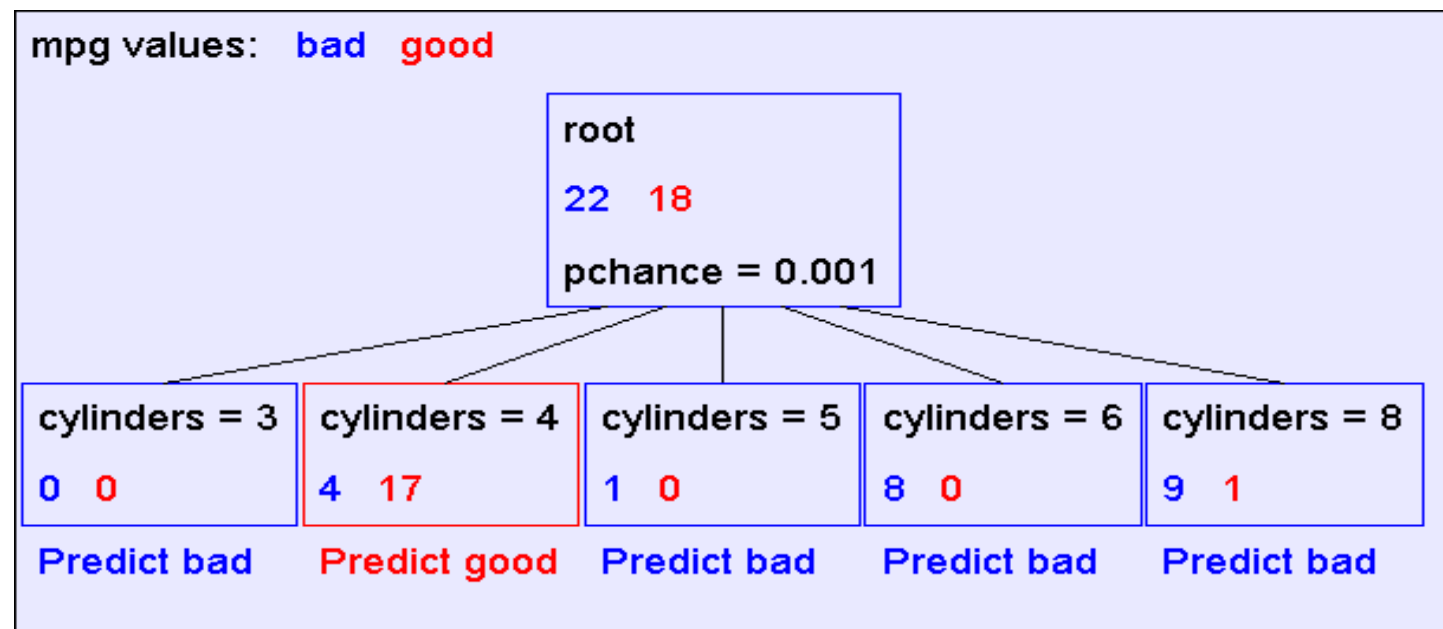 mpg values: bad good
root
22 18
pchance = 0.001
cylinders = 3 cylinders = 4 cylinders = 5 cylinders = 6 cylinders = 8
0 0 4 17 1 0 8 0 9 1
Predict bad Predict good Predict bad Predict bad Predict bad